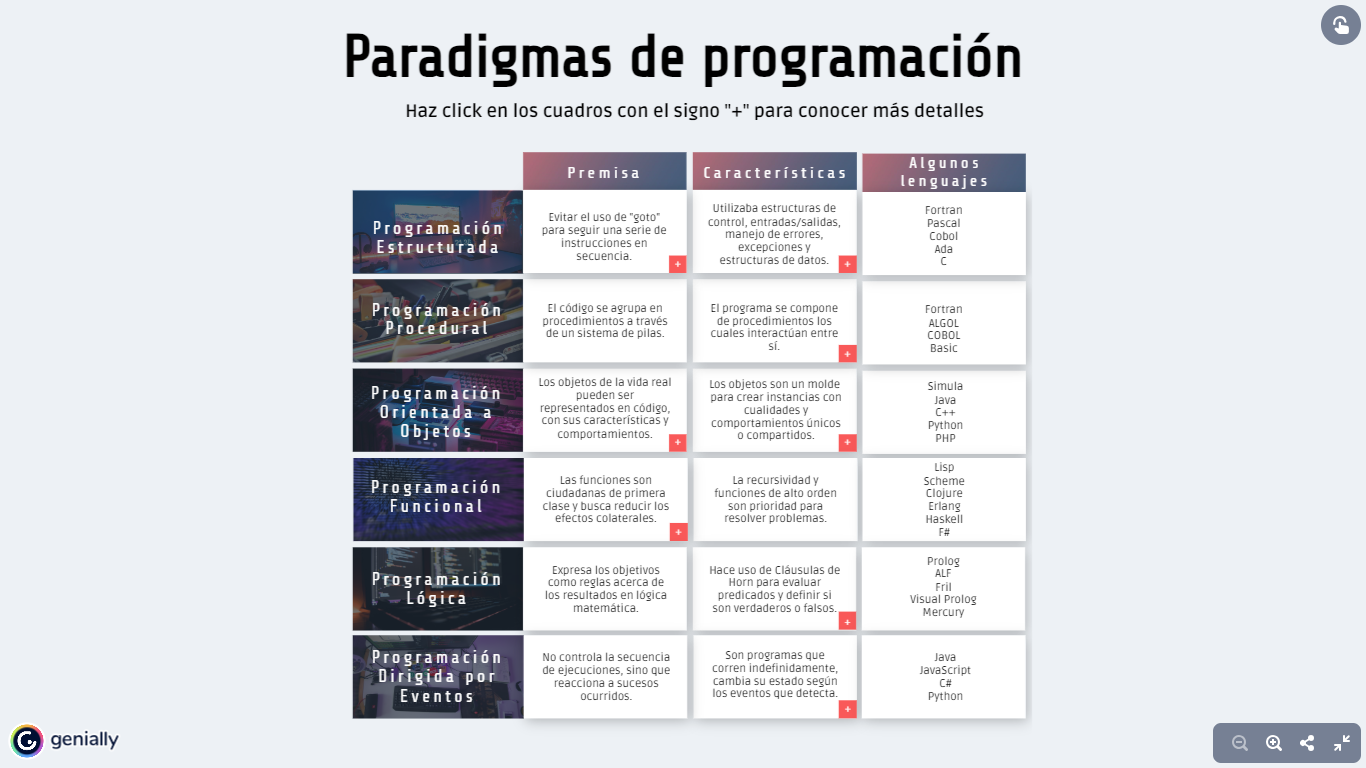 Paradigmas de programación
Haz click en los cuadros con el signo "+" para conocer más detalles
Premisa
Características
Algunos
lenguajes
Programación
Estructurada
Evitar el uso de "goto"
para seguir una serie de
instrucciones en
secuencia.
+
Utilizaba estructuras de
control, entradas/salidas,
manejo de errores,
excepciones y
estructuras de datos.
+
Fortran
Pascal
Cobol
Ada
C
Programación
Procedural
El código se agrupa en
procedimientos a través
de un sistema de pilas.
El programa se compone
de procedimientos los
cuales interactúan entre
sí.
+
Fortran
ALGOL
COBOL
Basic
Programación
Orientada a
Objetos
Los objetos de la vida real
pueden ser
representados en código,
con sus características y
comportamientos.
+
Los objetos son un molde
para crear instancias con
cualidades y
comportamientos únicos
o compartidos.
+
Simula
Java
C++
Python
PHP
Programación
Funcional
Las funciones son
ciudadanas de primera
clase y busca reducir los
efectos colaterales.
+
La recursividad y
funciones de alto orden
son prioridad para
resolver problemas.
Lisp
Scheme
Clojure
Erlang
Haskell
F#
Programación
Lógica
Expresa los objetivos
como reglas acerca de
los resultados en lógica
matemática.
Hace uso de Cláusulas de
Horn para evaluar
predicados y definir si
son verdaderos o falsos.
+
Prolog
ALF
Fril
Visual Prolog
Mercury
Programación
Dirigida por
Eventos
No controla la secuencia
de ejecuciones, sino que
reacciona a sucesos
ocurridos.
Son programas que
corren indefinidamente,
cambia su estado según
los eventos que detecta.
+
Java
JavaScript
C#
Python
genially